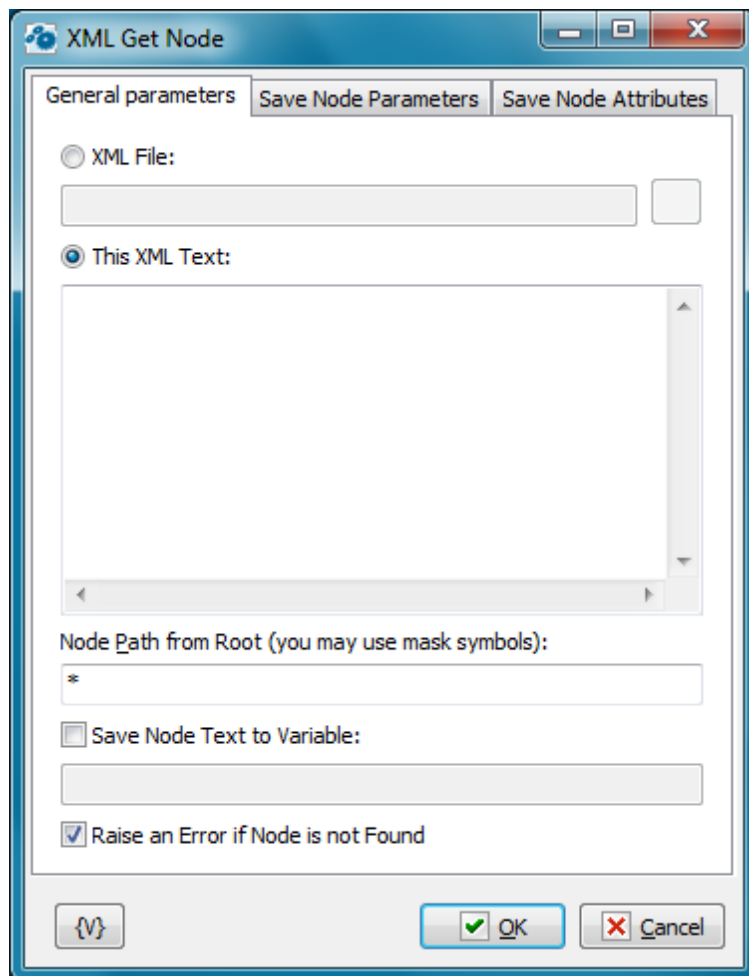 XML Get Node
General parameters Save Node Parameters Save Node Attributes
XML File:
This XML Text:
Node Path from Root (you may use mask symbols):
*
Save Node Text to Variable:
Raise an Error if Node is not Found
{V} OK Cancel